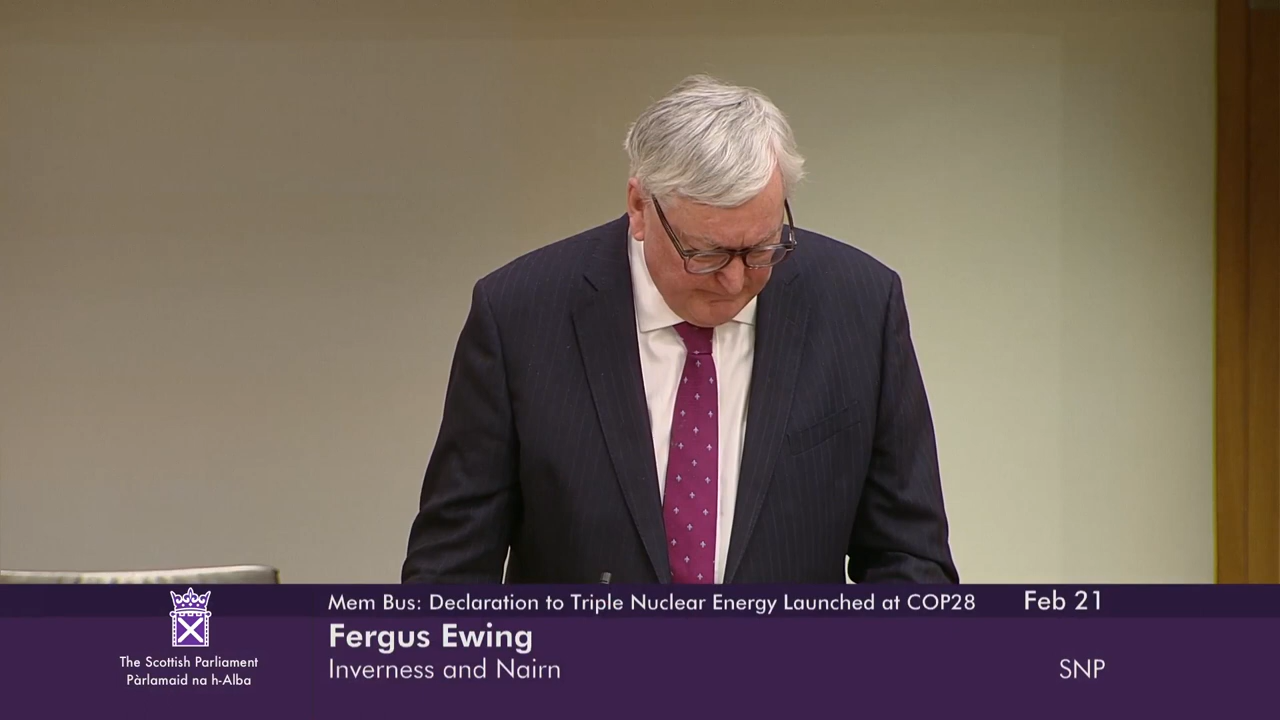 Mem Bus: Declaration to Triple Nuclear Energy Launched at COP28
Feb 21
Fergus Ewing
Inverness and Nairn
SNP
The Scottish Parliament
Pàrlamaid na h-Alba